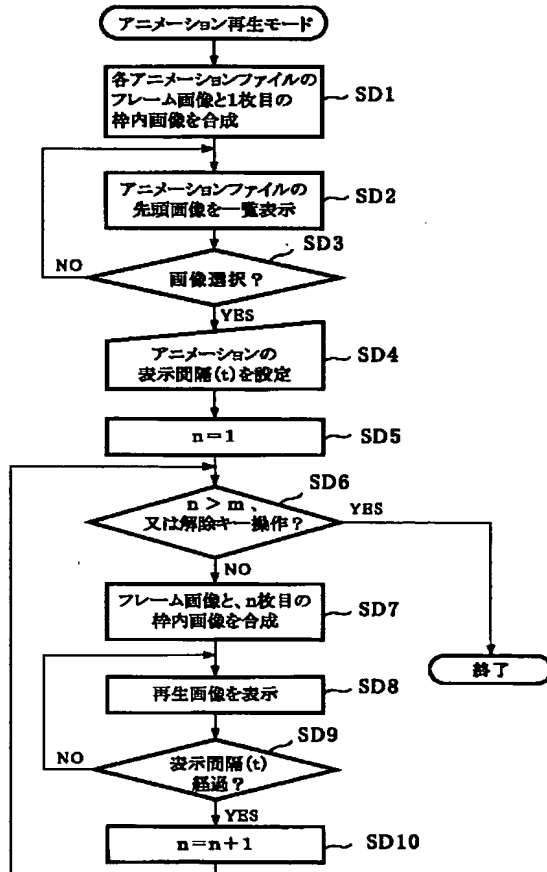 アニメーション再生モード
各アニメーションファイルの
フレーム画像と1枚目の
枠内画像を合成
SD1
アニメーションファイルの
先頭画像を一覧表示
SD2
SD3
NO
画像選択?
YES
アニメーションの
表示間隔(t)を設定
SD4
n=1
SD5
SD6
n>m、
又は解除キー操作?
YES
NO
フレーム画像と、n枚目の
枠内画像を合成
SD7
終了
再生画像を表示
SD8
SD9
NO
表示間隔(t)
経過?
YES
n=n+1
SD10